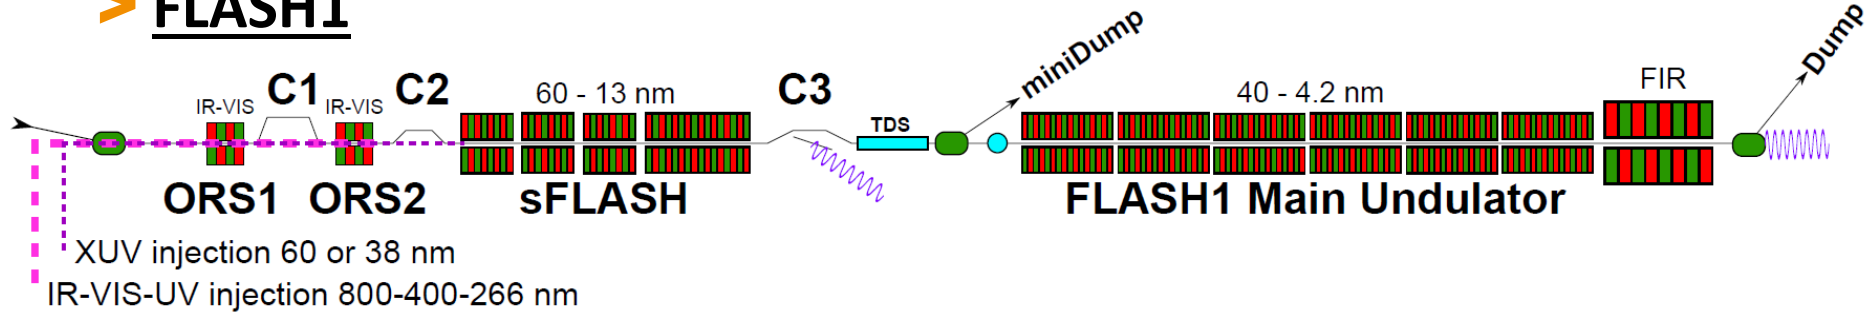 > FLASH1
IR-VIS C1 IR-VIS C2 60 - 13 nm C3 TDS miniDump 40 - 4.2 nm FIR Dump
ORS1 ORS2 sFLASH FLASH1 Main Undulator
XUV injection 60 or 38 nm
IR-VIS-UV injection 800-400-266 nm